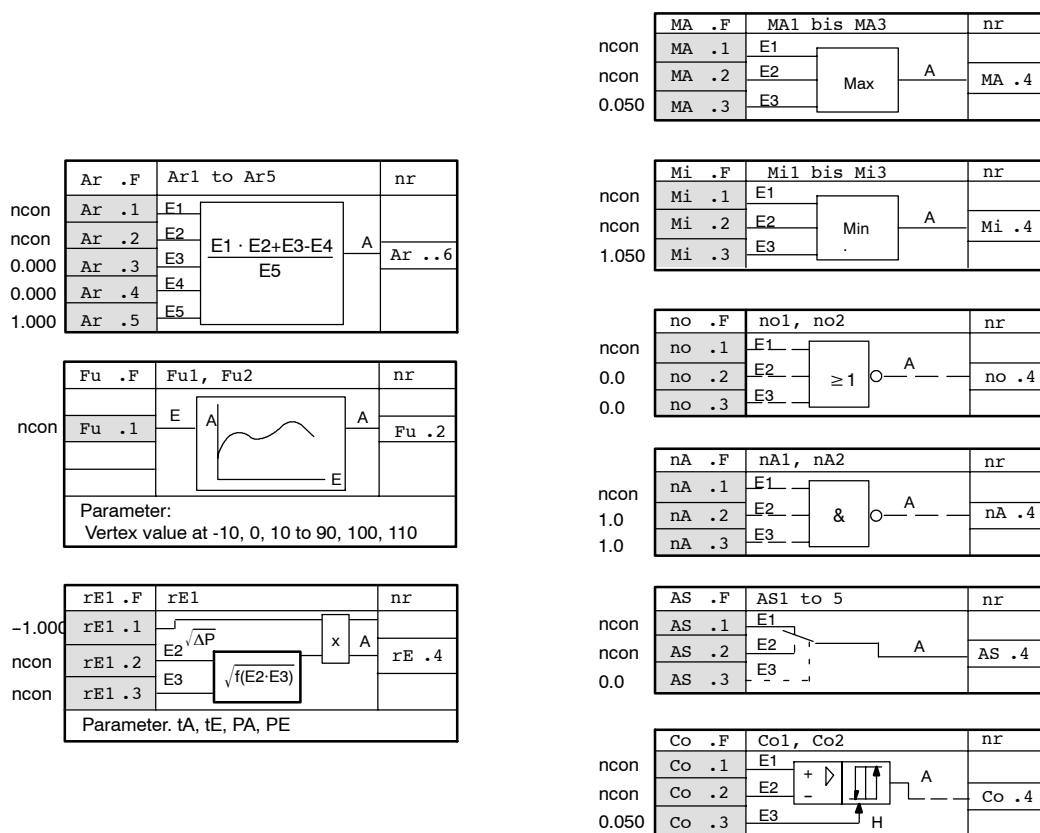 MA .F MA1 bis MA3 nr
ncon MA .1 E1
ncon MA .2 E2 Max A MA .4
0.050 MA .3 E3
Mi .F Mi1 bis Mi3 nr
ncon Mi .1 E1
ncon Mi .2 E2 Min A Mi .4
.
1.050 Mi .3 E3
Ar .F Ar1 to Ar5 nr
ncon Ar .1 E1
ncon Ar .2 E2 E1 · E2+E3-E4 A
0.000 Ar .3 E3 E5 Ar ..6
0.000 Ar .4 E4
1.000 Ar .5 E5
no .F no1, no2 nr
ncon no .1 E1
0.0 no .2 E2 ≥1 A no .4
0.0 no .3 E3
Fu .F Fu1, Fu2 nr
ncon Fu .1 E A E A Fu .2
Parameter:
Vertex value at -10, 0, 10 to 90, 100, 110
nA .F nA1, nA2 nr
ncon nA .1 E1
1.0 nA .2 E2 & A nA .4
1.0 nA .3 E3
rE1 .F rE1 nr
−1.000 rE1 .1 √ΔP x A
ncon rE1 .2 E2 √f(E2·E3) rE .4
ncon rE1 .3 E3
Parameter. tA, tE, PA, PE
AS .F AS1 to 5 nr
ncon AS .1 E1
ncon AS .2 E2 A AS .4
0.0 AS .3 E3
Co .F Co1, Co2 nr
ncon Co .1 E1 + A
ncon Co .2 E2 − Co .4
0.050 Co .3 E3 H